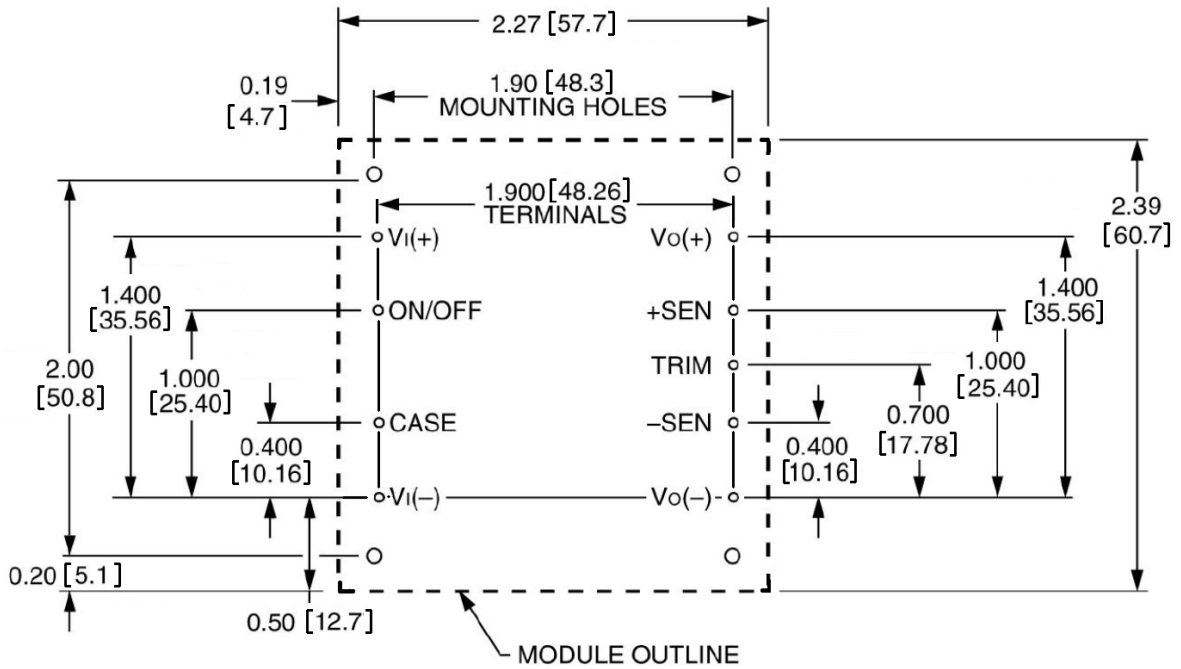 2.27 [57.7]
0.19
[4.7]
1.90 [48.3]
MOUNTING HOLES
1.900 [48.26]
TERMINALS
2.39
[60.7]
VI(+)
VO(+)
1.400
[35.56]
1.400
[35.56]
ON/OFF
+SEN
2.00
[50.8]
1.000
[25.40]
TRIM
1.000
[25.40]
CASE
–SEN
0.700
[17.78]
0.400
[10.16]
0.400
[10.16]
VI(–)
VO(–)
0.20 [5.1]
0.50 [12.7]
MODULE OUTLINE